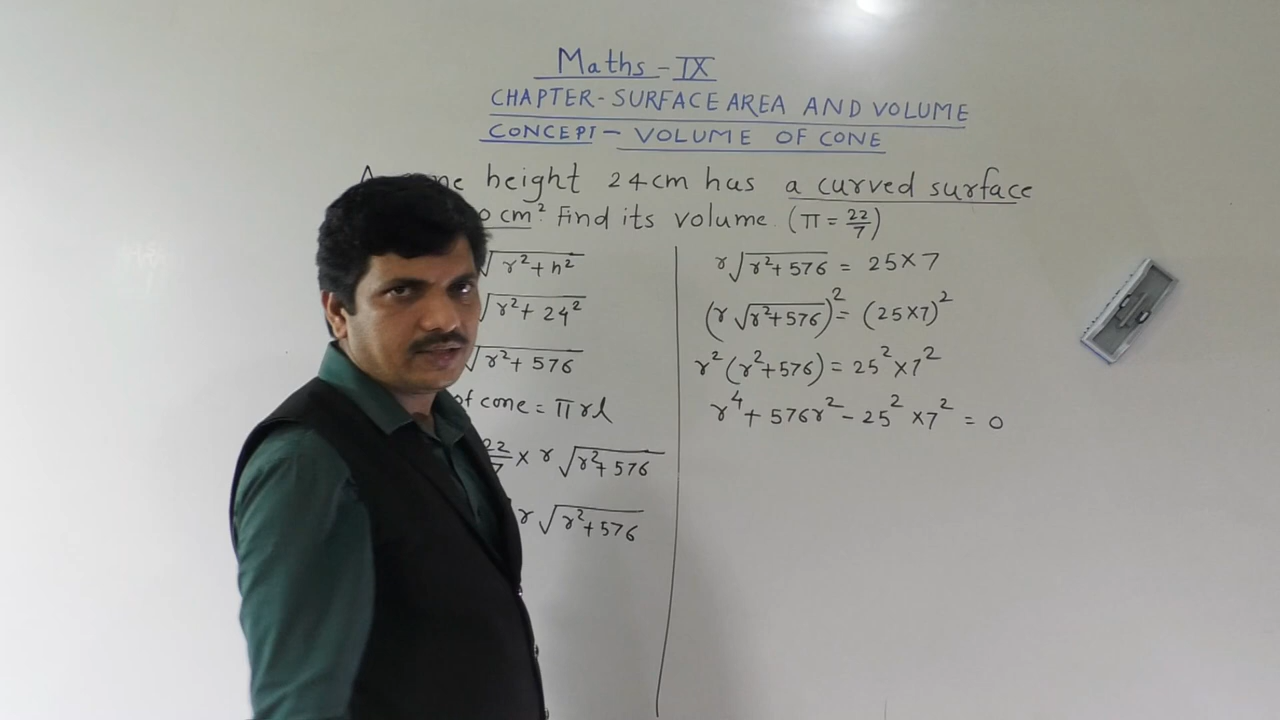 Maths - IX
CHAPTER - SURFACE AREA AND VOLUME
CONCEPT - VOLUME OF CONE
A height 24cm has a curved surface
0 cm². Find its volume. (π = 22/7)
√r²+h²
√r²+24²
√r²+576
of cone = πrl
22/7 × r√r²+576
r√r²+576
r√r²+576 = 25×7
(r√r²+576)² = (25×7)²
r²(r²+576) = 25²×7²
r⁴+576r²-25²×7² = 0